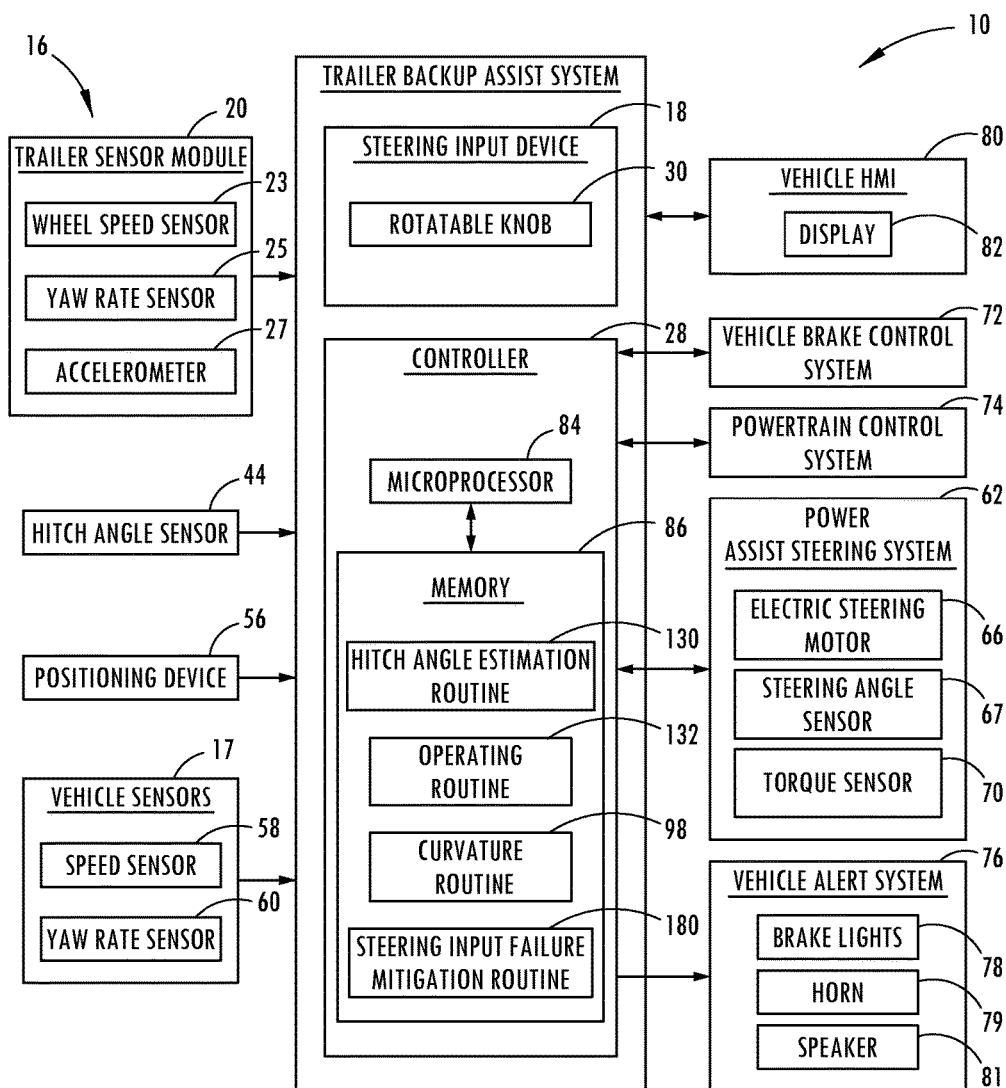 16
10
20
TRAILER SENSOR MODULE
23
WHEEL SPEED SENSOR
25
YAW RATE SENSOR
27
ACCELEROMETER
44
HITCH ANGLE SENSOR
56
POSITIONING DEVICE
17
VEHICLE SENSORS
58
SPEED SENSOR
60
YAW RATE SENSOR
TRAILER BACKUP ASSIST SYSTEM
18
STEERING INPUT DEVICE
30
ROTATABLE KNOB
28
CONTROLLER
84
MICROPROCESSOR
86
MEMORY
130
HITCH ANGLE ESTIMATION
ROUTINE
132
OPERATING
ROUTINE
98
CURVATURE
ROUTINE
180
STEERING INPUT FAILURE
MITIGATION ROUTINE
80
VEHICLE HMI
DISPLAY
82
72
VEHICLE BRAKE CONTROL
SYSTEM
74
POWERTRAIN CONTROL
SYSTEM
62
POWER
ASSIST STEERING SYSTEM
ELECTRIC STEERING
MOTOR
66
STEERING ANGLE
SENSOR
67
TORQUE SENSOR
70
76
VEHICLE ALERT SYSTEM
BRAKE LIGHTS
78
HORN
79
SPEAKER
81